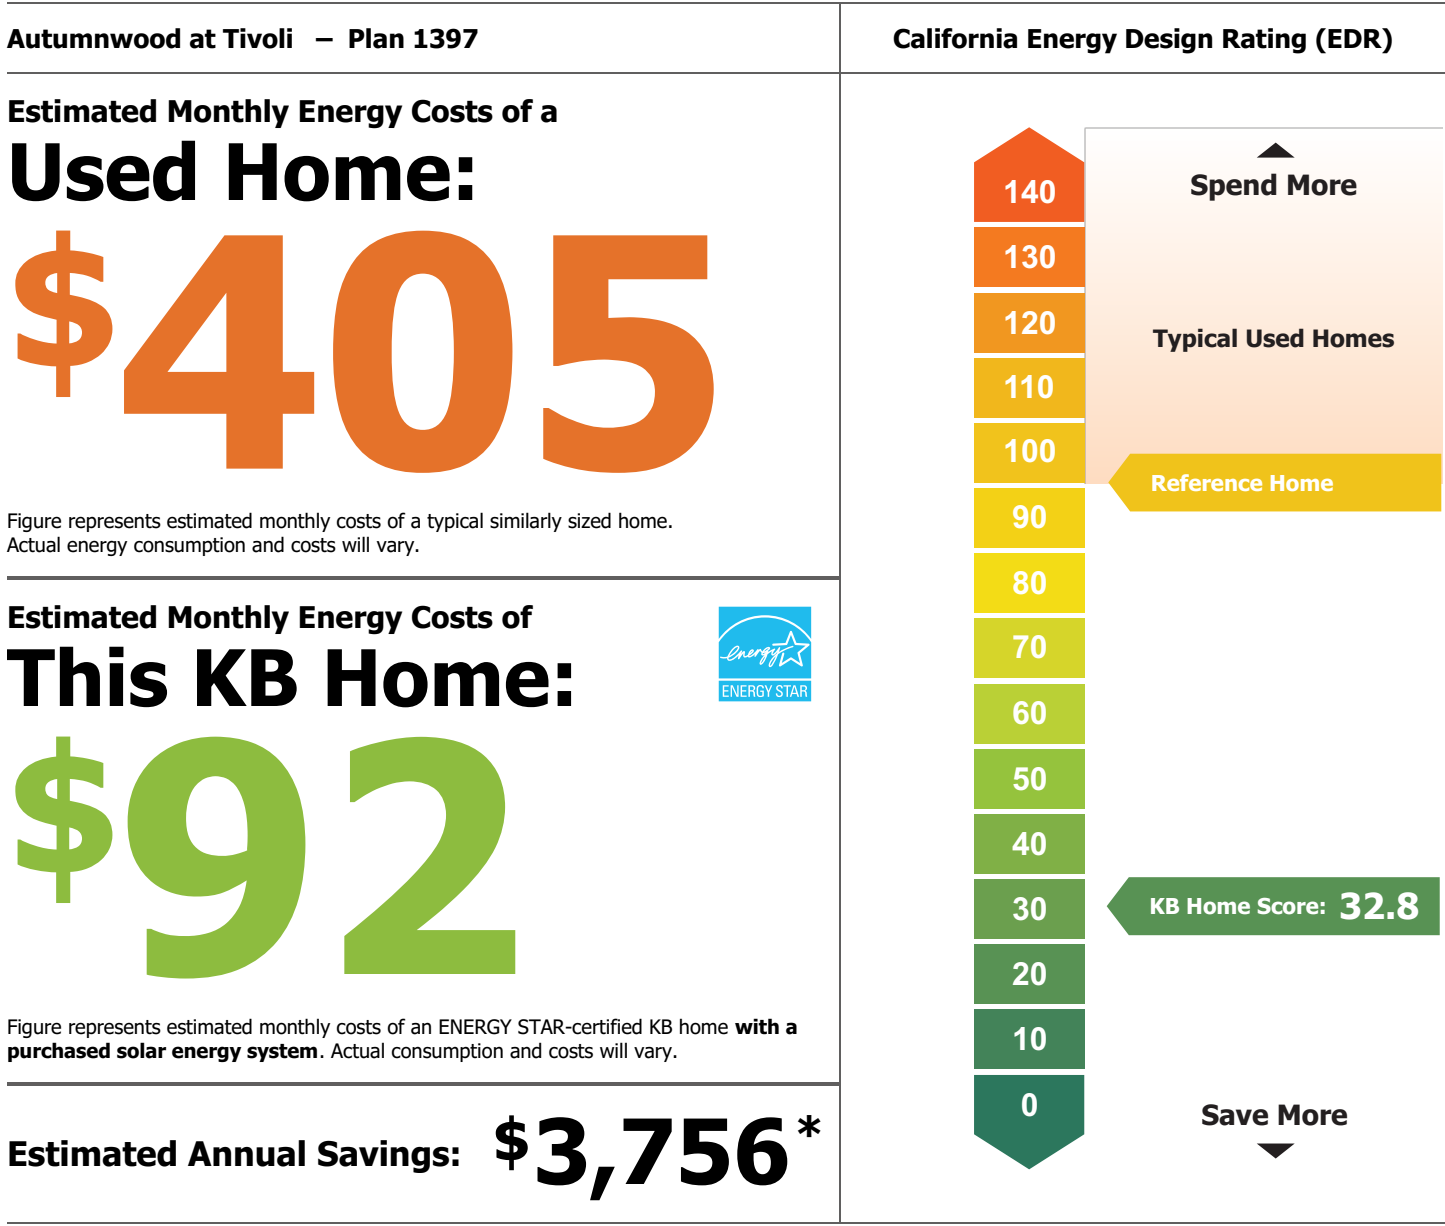 Autumnwood at Tivoli – Plan 1397
Estimated Monthly Energy Costs of a
Used Home:
$405
Figure represents estimated monthly costs of a typical similarly sized home.
Actual energy consumption and costs will vary.
Estimated Monthly Energy Costs of
This KB Home:
energy
ENERGY STAR
$92
Figure represents estimated monthly costs of an ENERGY STAR-certified KB home with a
purchased solar energy system. Actual consumption and costs will vary.
Estimated Annual Savings: $3,756*
California Energy Design Rating (EDR)
140
130
120
110
100
90
80
70
60
50
40
30
20
10
0
Spend More
Typical Used Homes
Reference Home
KB Home Score: 32.8
Save More